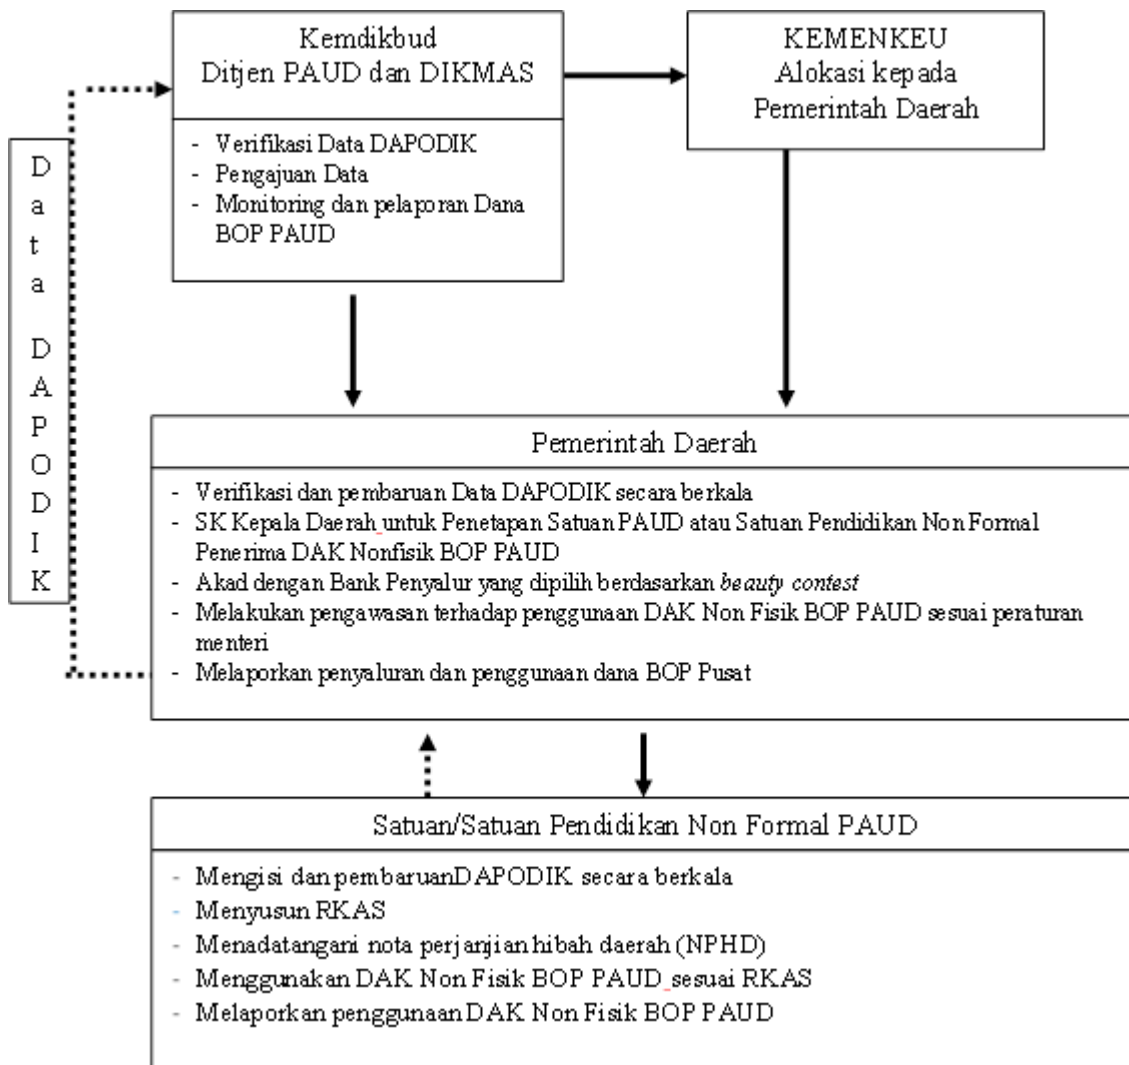 Kemdikbud
Ditjen PAUD dan DIKMAS
- Verifikasi Data DAPODIK
- Pengajuan Data
- Monitoring dan pelaporan Dana
BOP PAUD
KEMENKEU
Alokasi kepada
Pemerintah Daerah
Data DAPODIK
Pemerintah Daerah
- Verifikasi dan pembaruan Data DAPODIK secara berkala
- SK Kepala Daerah untuk Penetapan Satuan PAUD atau Satuan Pendidikan Non Formal
Penerima DAK Nonfisik BOP PAUD
- Akad dengan Bank Penyalur yang dipilih berdasarkan beauty contest
- Melakukan pengawasan terhadap penggunaan DAK Non Fisik BOP PAUD sesuai peraturan
menteri
- Melaporkan penyaluran dan penggunaan dana BOP Pusat
Satuan/Satuan Pendidikan Non Formal PAUD
- Mengisi dan pembaruanDAPODIK secara berkala
- Menyusun RKAS
- Menadatangani nota perjanjian hibah daerah (NPHD)
- Menggunakan DAK Non Fisik BOP PAUD sesuai RKAS
- Melaporkan penggunaan DAK Non Fisik BOP PAUD